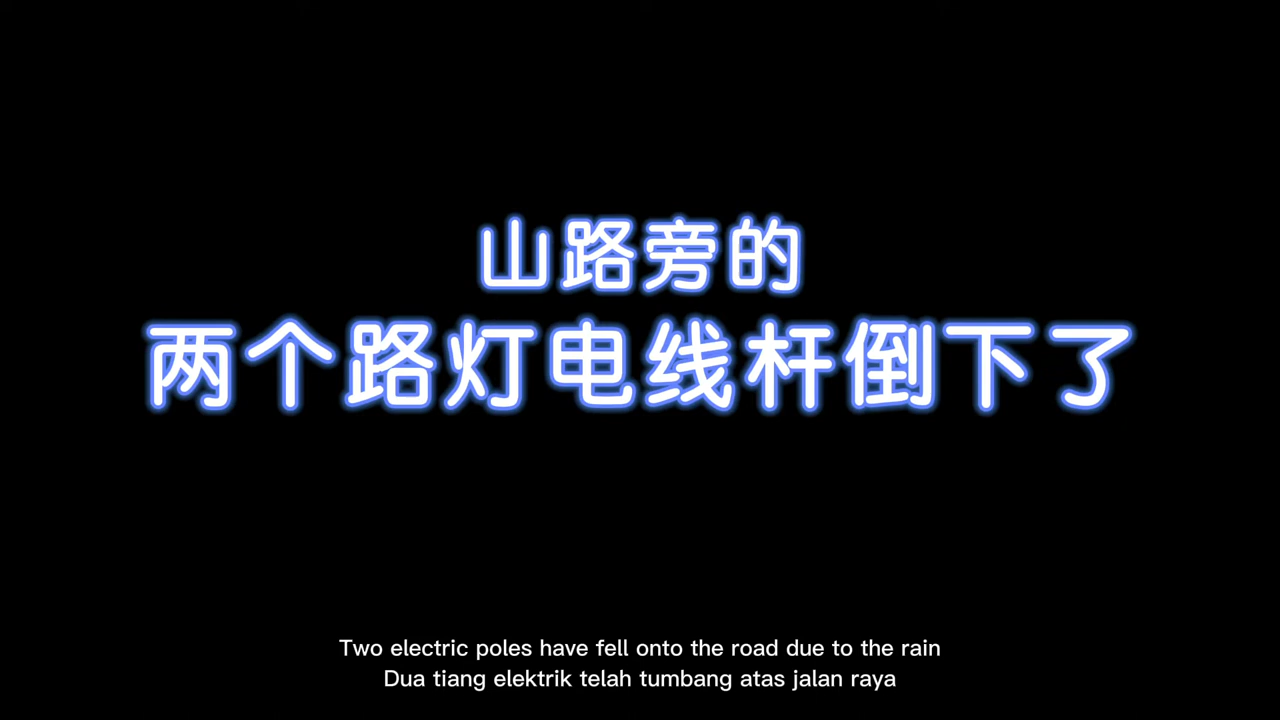 山路旁的
两个路灯电线杆倒下了
Two electric poles have fell onto the road due to the rain
Dua tiang elektrik telah tumbang atas jalan raya